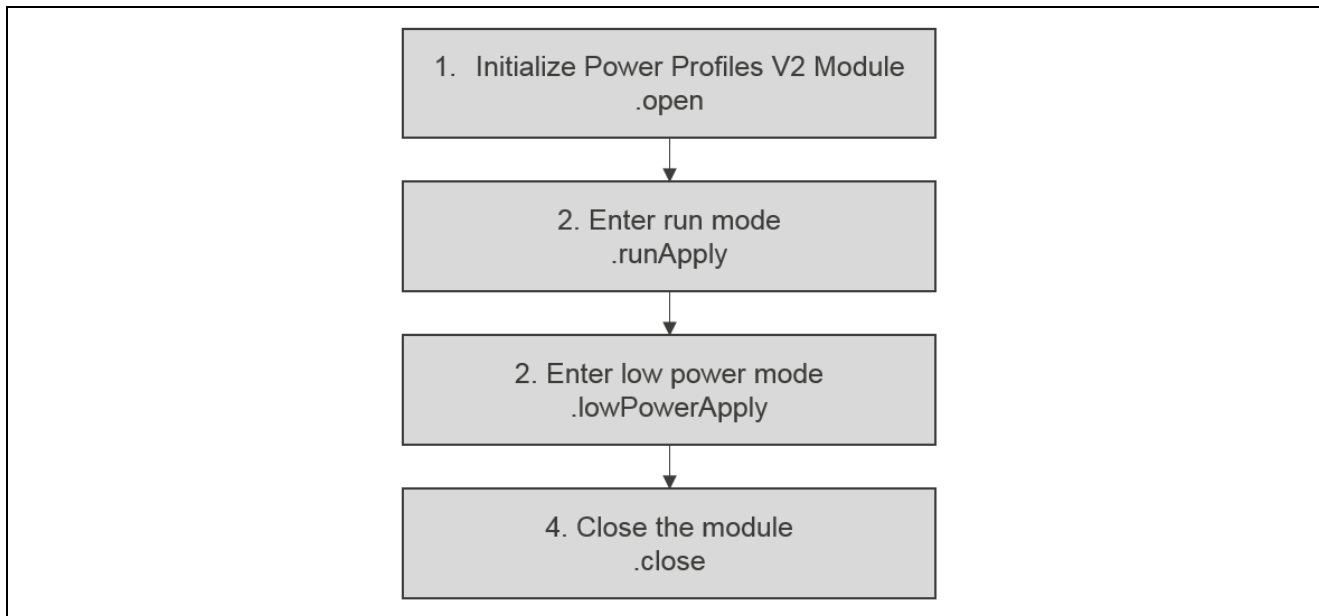 1. Initialize Power Profiles V2 Module
.open
2. Enter run mode
.runApply
2. Enter low power mode
.lowPowerApply
4. Close the module
.close